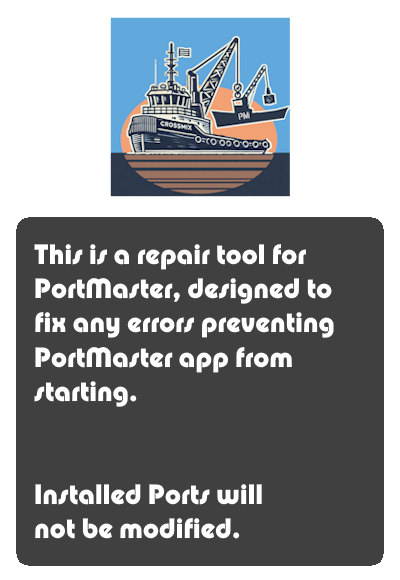 CROSSMIX
PM
This is a repair tool for
PortMaster, designed to
fix any errors preventing
PortMaster app from
starting.
Installed Ports will
not be modified.